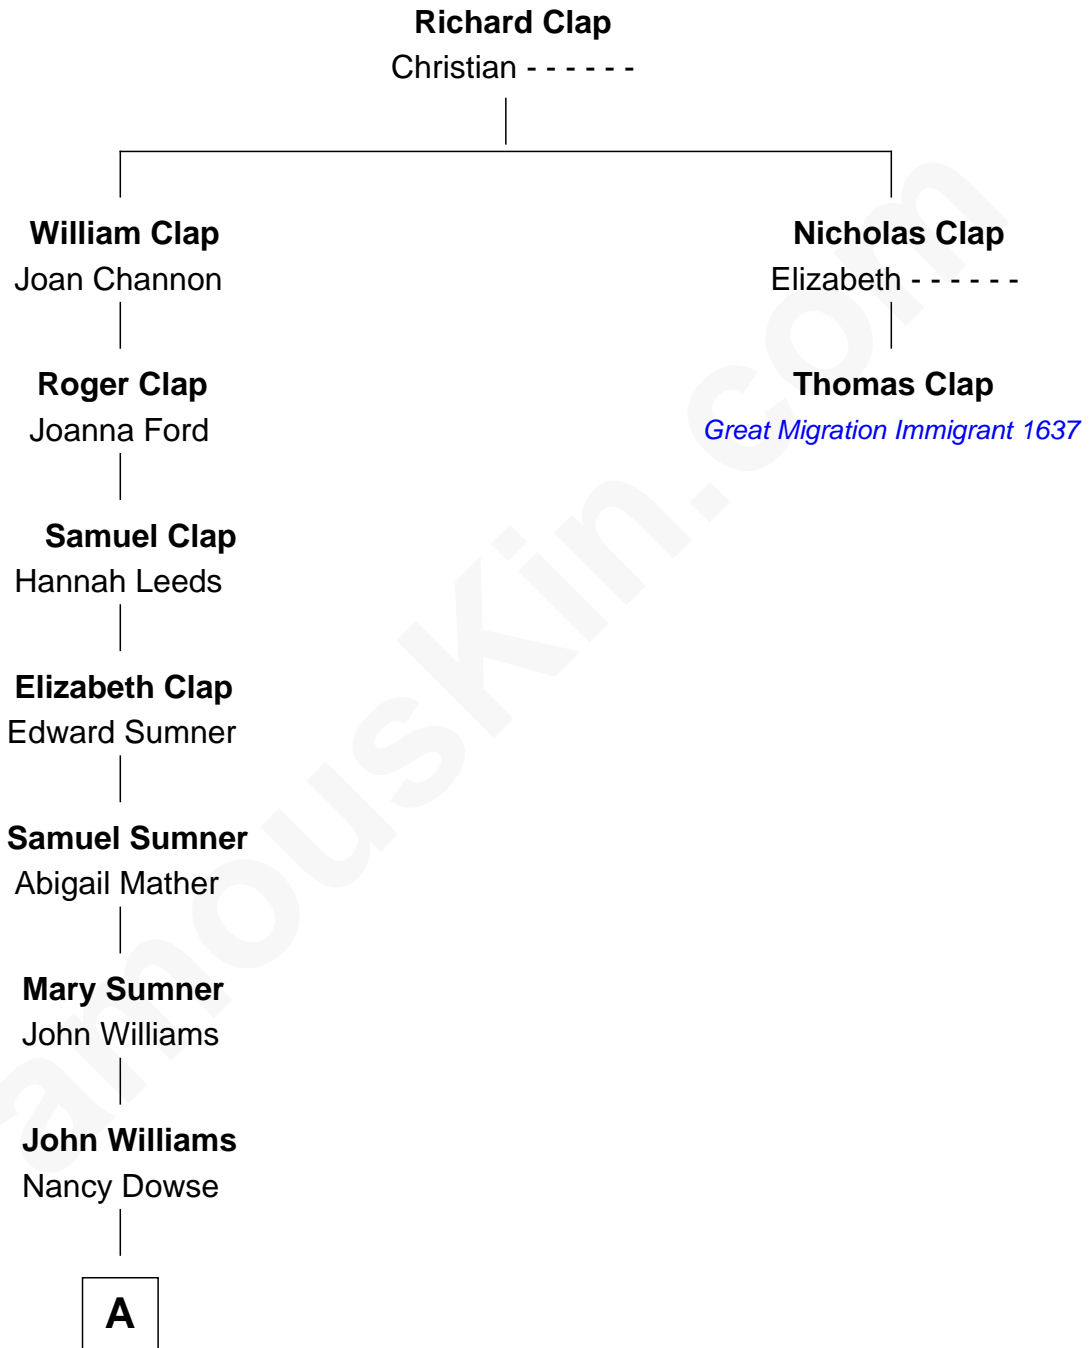 Richard Clap
Christian - - - - - -
William Clap
Joan Channon
Nicholas Clap
Elizabeth - - - - - -
Roger Clap
Joanna Ford
Thomas Clap
Great Migration Immigrant 1637
Samuel Clap
Hannah Leeds
Elizabeth Clap
Edward Sumner
Samuel Sumner
Abigail Mather
Mary Sumner
John Williams
John Williams
Nancy Dowse
A
amousKin.com